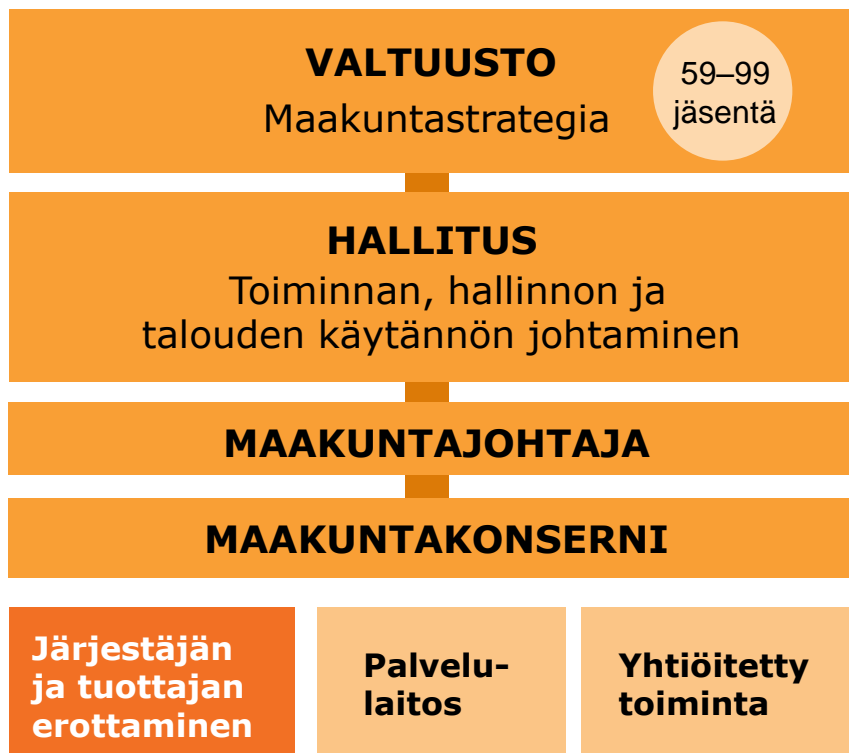 VALTUUSTO
Maakuntastrategia
59–99
jäsentä
HALLITUS
Toiminnan, hallinnon ja
talouden käytännön johtaminen
MAAKUNTAJOHTAJA
MAAKUNTAKONSERNI
Järjestäjän
ja tuottajan
erottaminen
Palvelu-
laitos
Yhtiöitetty
toiminta